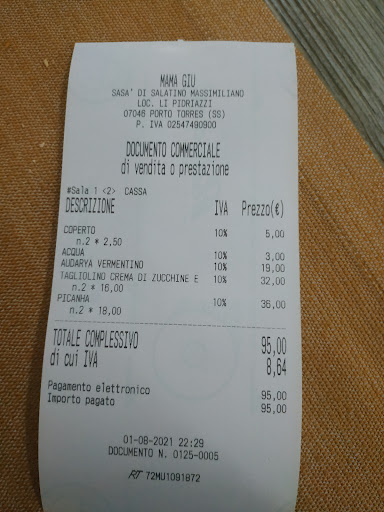 MAMA GIU
SASA' DI SALATINO MASSIMILIANO
LOC. LI PIDRIAZZI
07046 PORTO TORRES (SS)
P. IVA 02547490900
DOCUMENTO COMMERCIALE
di vendita o prestazione
#Sala 1 <2> CASSA
DESCRIZIONE IVA Prezzo(€)
COPERTO 10% 5,00
n.2 * 2,50
ACQUA 10% 3,00
AUDARYA VERMENTINO 10% 19,00
TAGLIOLINO CREMA DI ZUCCHINE E 10% 32,00
n.2 * 16,00
PICANHA 10% 36,00
n.2 * 18,00
TOTALE COMPLESSIVO 95,00
di cui IVA 8,64
Pagamento elettronico 95,00
Importo pagato 95,00
01-08-2021 22:29
DOCUMENTO N. 0125-0005
RT 72MU1091872